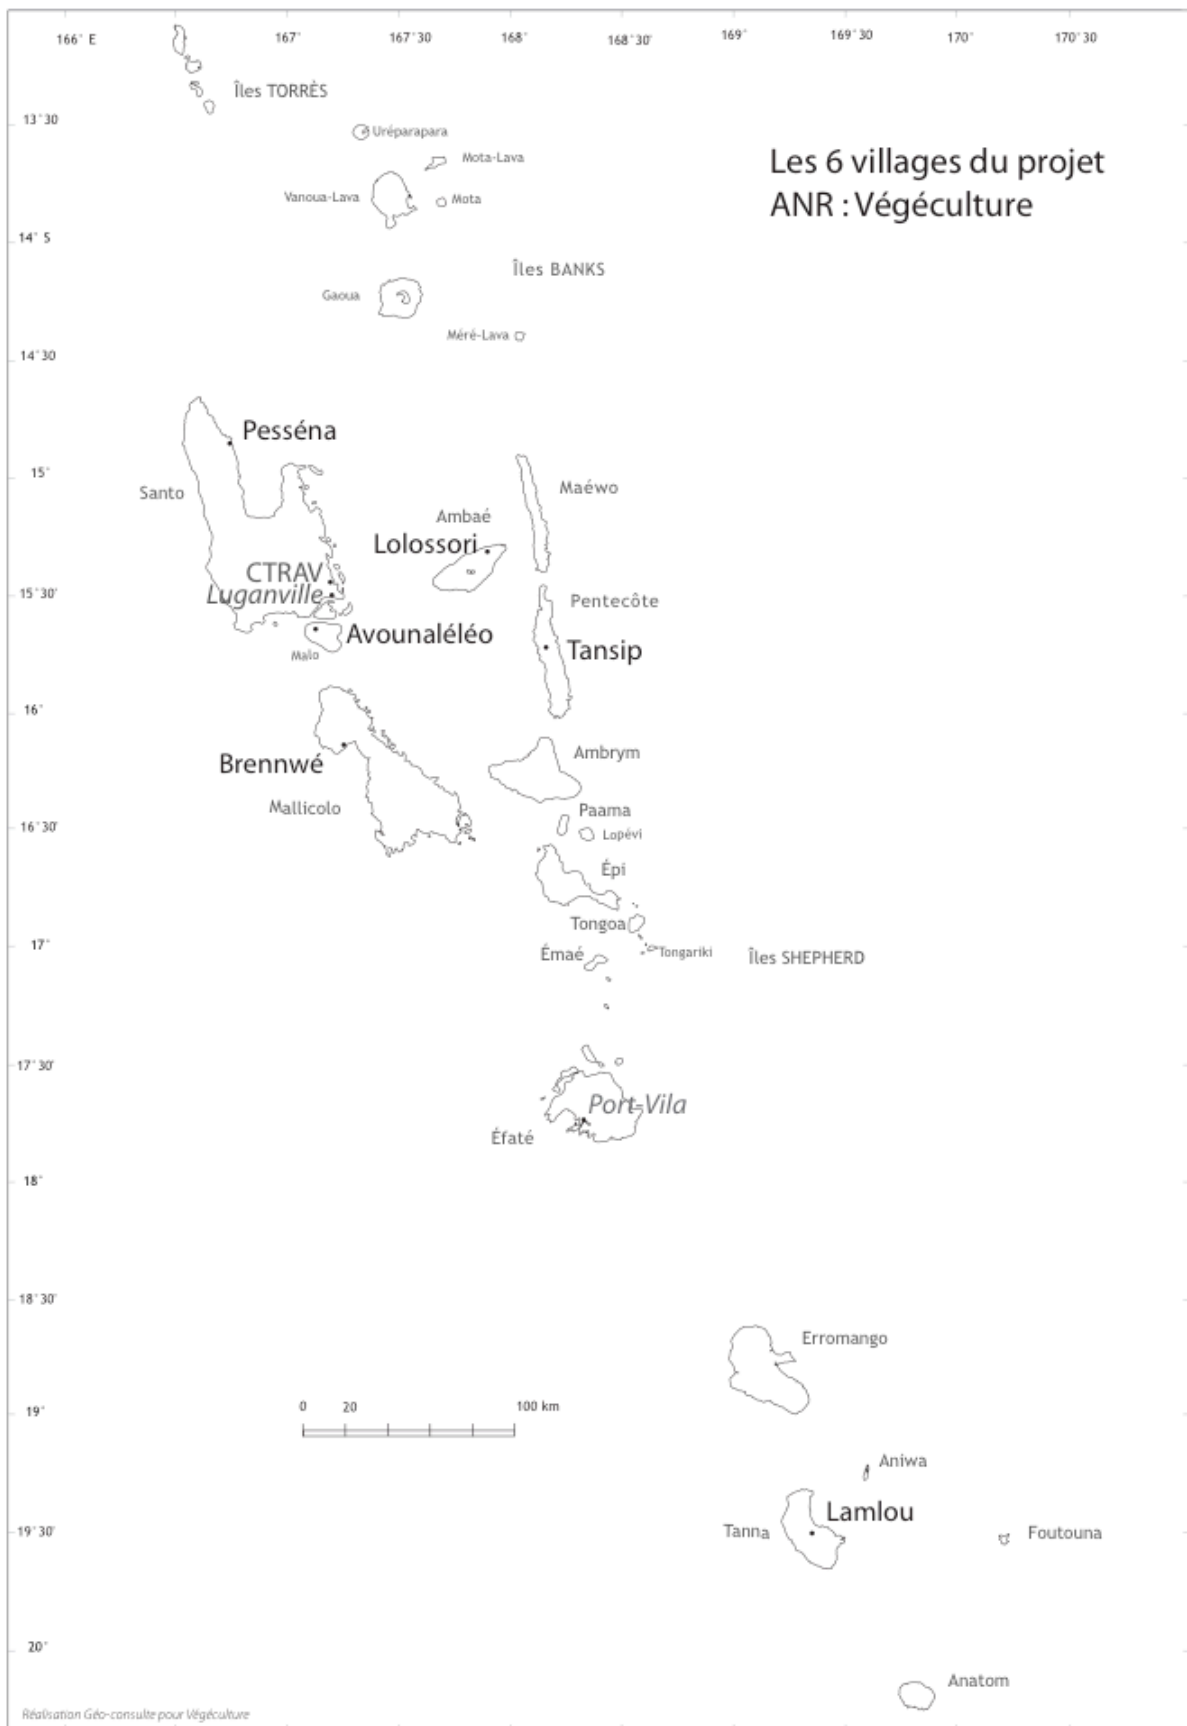 166° E 167° 167°30 168° 168°30 169° 169°30 170° 170°30
Îles TORRÈS
13°30
Uréparapara
Mota-Lava
Les 6 villages du projet
ANR : Végéculture
Vanoua-Lava
Mota
14° 5
Îles BANKS
Gaoua
Méré-Lava
14°30
Pesséna
15°
Santo
Maéwo
Ambaé
Lolossori
CTRAV
Luganville
15°30'
Pentecôte
Avounaléléo
Malo
Tansip
16°
Ambrym
Brennwé
Mallicolo
Paama
16°30'
Lopévi
Épi
Tongoa
17°
Émaé
Tongariki
Îles SHEPHERD
17°30'
Port-Vila
Éfaté
18°
18°30'
Erromango
0 20 100 km
19°
Aniwa
Lamlou
19°30'
Tanna
Foutouna
20°
Anatom
Réalisation Géo-consulte pour Végéculture